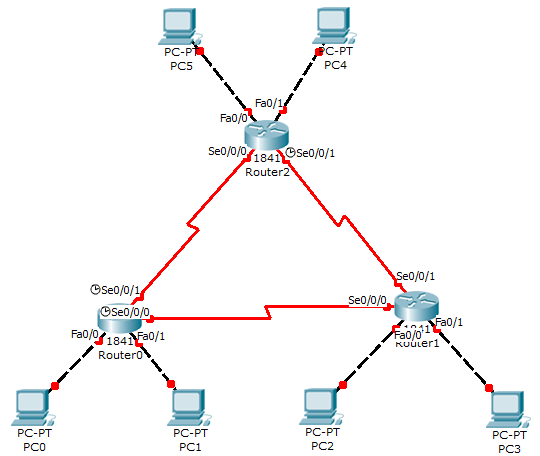 PC-PT
PC5
PC-PT
PC4
Fa0/0
Fa0/1
Se0/0/0
Se0/0/1
1841
Router2
Se0/0/1
Se0/0/0
Fa0/0
Fa0/1
1841
Router0
Se0/0/1
Se0/0/0
Fa0/0
Fa0/1
1841
Router1
PC-PT
PC0
PC-PT
PC1
PC-PT
PC2
PC-PT
PC3